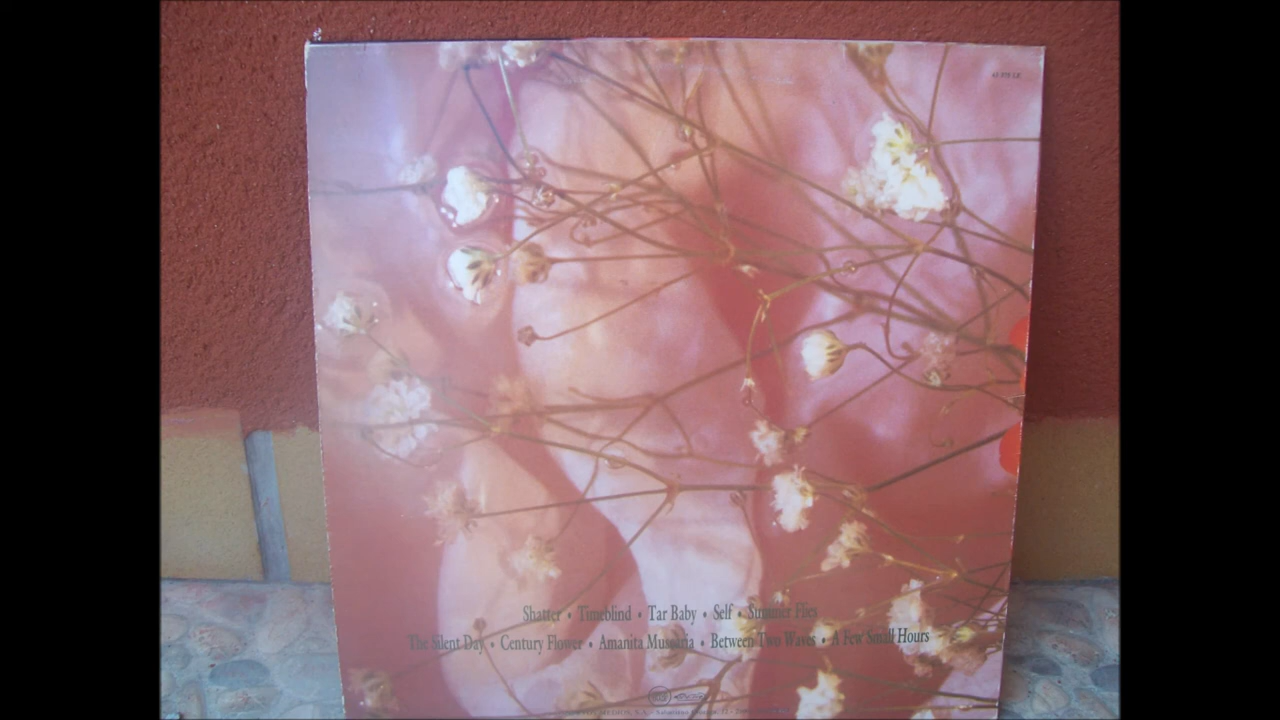 Shatter • Timeblind • Tar Baby • Self • Summer Flies
The Silent Day • Century Flower • Amanita Muscaria • Between Two Waves • A Few Small Hours